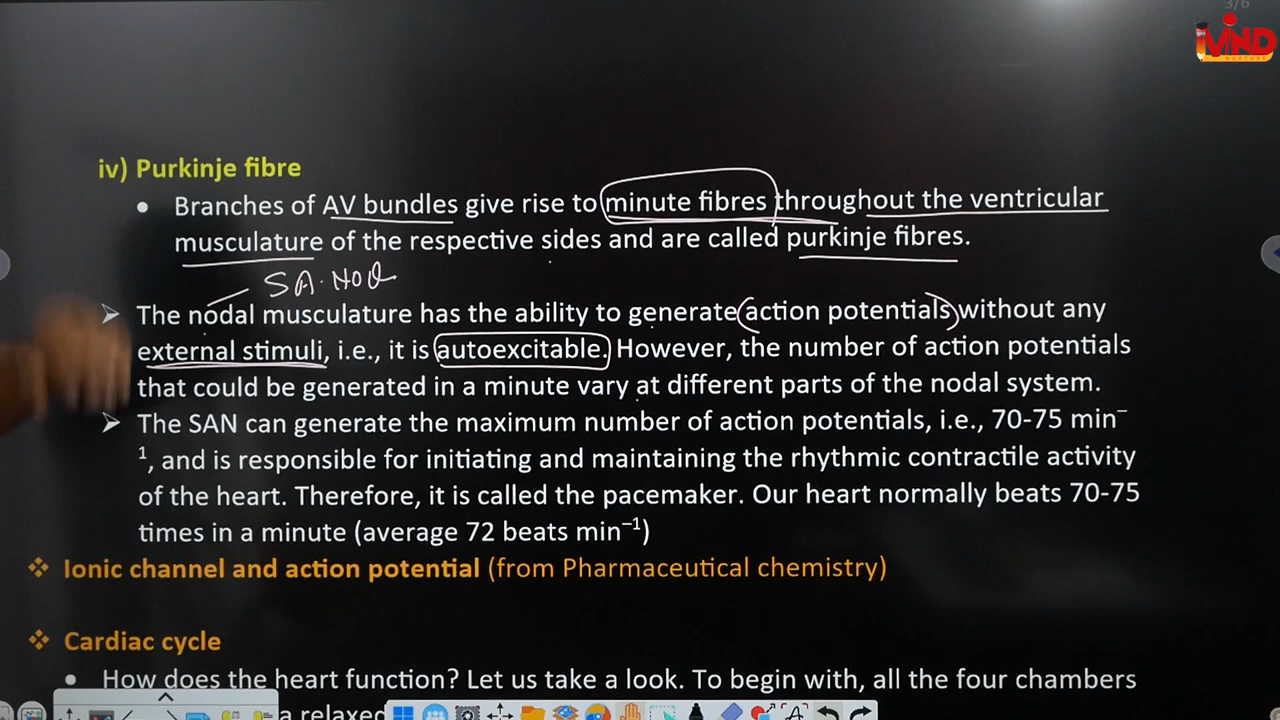 3/6
iMIND
NURTURE
iv) Purkinje fibre
• Branches of AV bundles give rise to minute fibres throughout the ventricular
musculature of the respective sides and are called purkinje fibres.
SA.NOd
➢ The nodal musculature has the ability to generate (action potentials) without any
external stimuli, i.e., it is autoexcitable. However, the number of action potentials
that could be generated in a minute vary at different parts of the nodal system.
➢ The SAN can generate the maximum number of action potentials, i.e., 70-75 min⁻
¹, and is responsible for initiating and maintaining the rhythmic contractile activity
of the heart. Therefore, it is called the pacemaker. Our heart normally beats 70-75
times in a minute (average 72 beats min⁻¹)
❖ Ionic channel and action potential (from Pharmaceutical chemistry)
❖ Cardiac cycle
• How does the heart function? Let us take a look. To begin with, all the four chambers
a relaxed